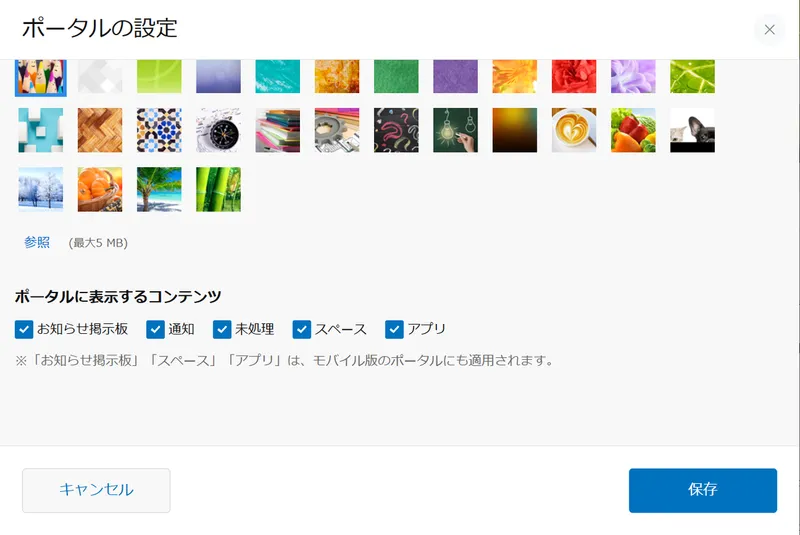 ポータルの設定
参照 (最大5 MB)
ポータルに表示するコンテンツ
お知らせ掲示板 通知 未処理 スペース アプリ
※「お知らせ掲示板」「スペース」「アプリ」は、モバイル版のポータルにも適用されます。
キャンセル 保存